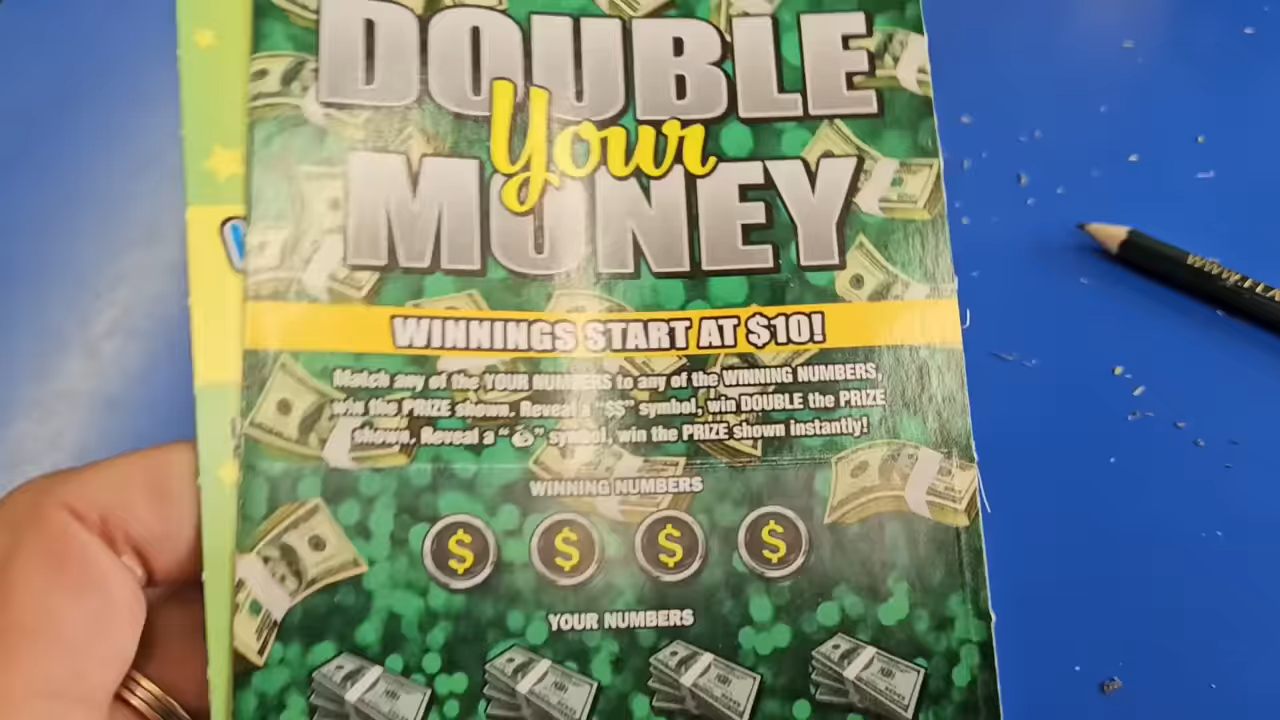 DOUBLE
Your
MONEY
WINNINGS START AT $10!
Match any of the YOUR NUMBERS to any of the WINNING NUMBERS,
win the PRIZE shown. Reveal a "$$" symbol, win DOUBLE the PRIZE
shown. Reveal a "💰" symbol, win the PRIZE shown instantly!
WINNING NUMBERS
$ $ $ $
YOUR NUMBERS
WWW.FLA